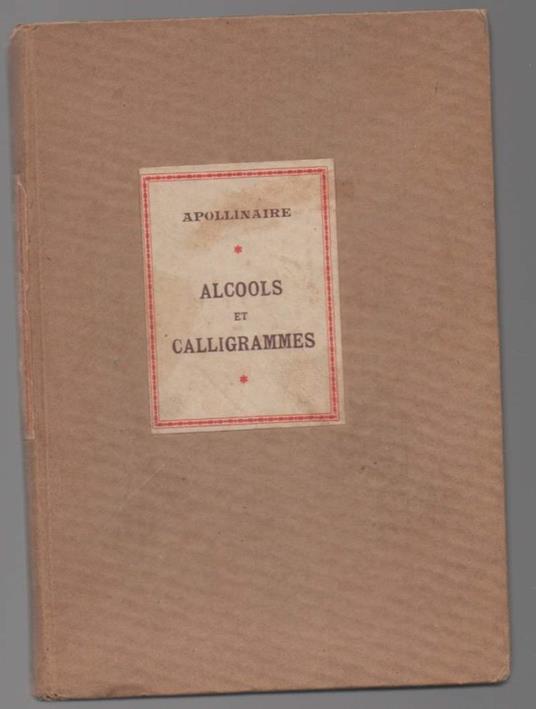 APOLLINAIRE
*
ALCOOLS
ET
CALLIGRAMMES
*